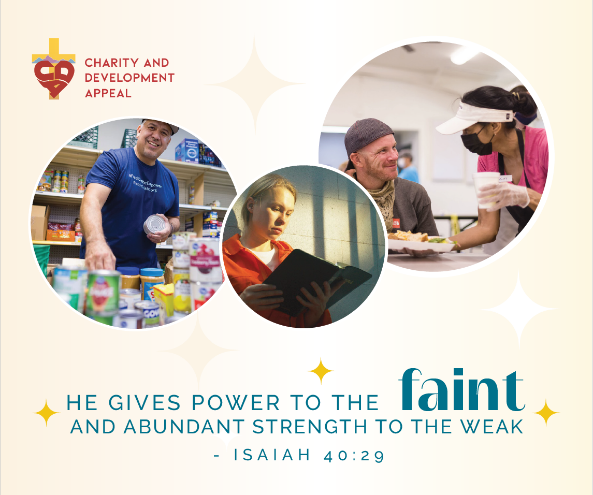 CHARITY AND
DEVELOPMENT
APPEAL
HE GIVES POWER TO THE faint
AND ABUNDANT STRENGTH TO THE WEAK
- ISAIAH 40:29